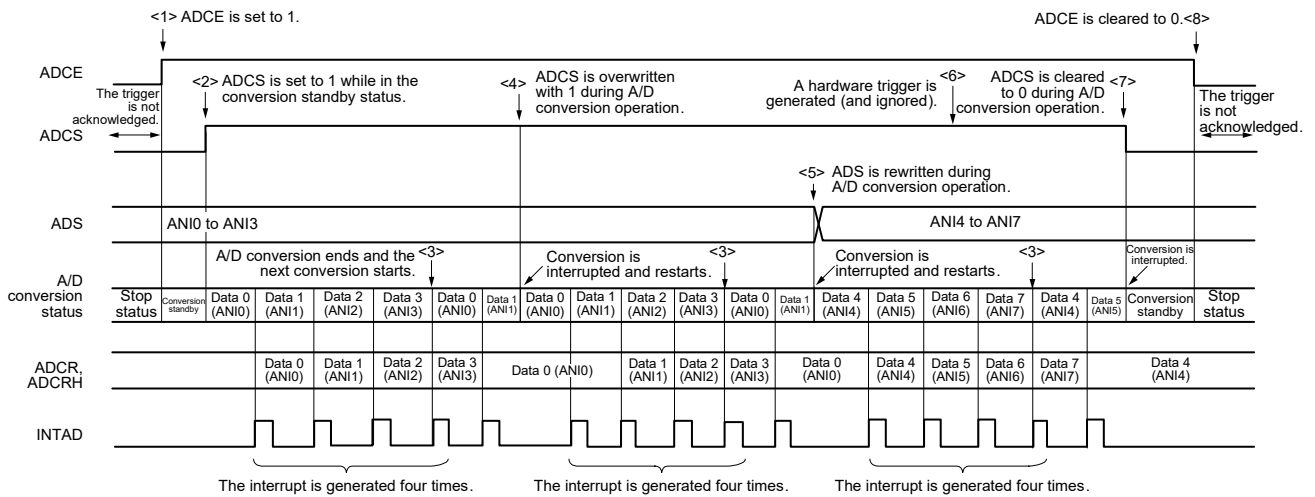 <1> ADCE is set to 1.
ADCE is cleared to 0.<8>
ADCE
The trigger
is not
acknowledged.
<2> ADCS is set to 1 while in the
conversion standby status.
<4>
ADCS is overwritten
with 1 during A/D
conversion operation.
A hardware trigger is
generated (and ignored).
<6>
ADCS is cleared
to 0 during A/D
conversion operation.
<7>
The trigger
is not
acknowledged.
ADCS
<5> ADS is rewritten during
A/D conversion operation.
ADS
ANI0 to ANI3
ANI4 to ANI7
A/D conversion ends and the
next conversion starts.
<3>
Conversion is
interrupted and restarts.
<3>
Conversion is
interrupted and restarts.
<3>
Conversion is
interrupted.
A/D
conversion
status
Stop
status
Conversion
standby
Data 0
(ANI0)
Data 1
(ANI1)
Data 2
(ANI2)
Data 3
(ANI3)
Data 0
(ANI0)
Data 1
(ANI1)
Data 0
(ANI0)
Data 1
(ANI1)
Data 2
(ANI2)
Data 3
(ANI3)
Data 0
(ANI0)
Data 1
(ANI1)
Data 4
(ANI4)
Data 5
(ANI5)
Data 6
(ANI6)
Data 7
(ANI7)
Data 4
(ANI4)
Data 5
(ANI5)
Conversion
standby
Stop
status
ADCR,
ADCRH
Data 0
(ANI0)
Data 1
(ANI1)
Data 2
(ANI2)
Data 3
(ANI3)
Data 0 (ANI0)
Data 1
(ANI1)
Data 2
(ANI2)
Data 3
(ANI3)
Data 0
(ANI0)
Data 4
(ANI4)
Data 5
(ANI5)
Data 6
(ANI6)
Data 7
(ANI7)
Data 4
(ANI4)
INTAD
The interrupt is generated four times.
The interrupt is generated four times.
The interrupt is generated four times.